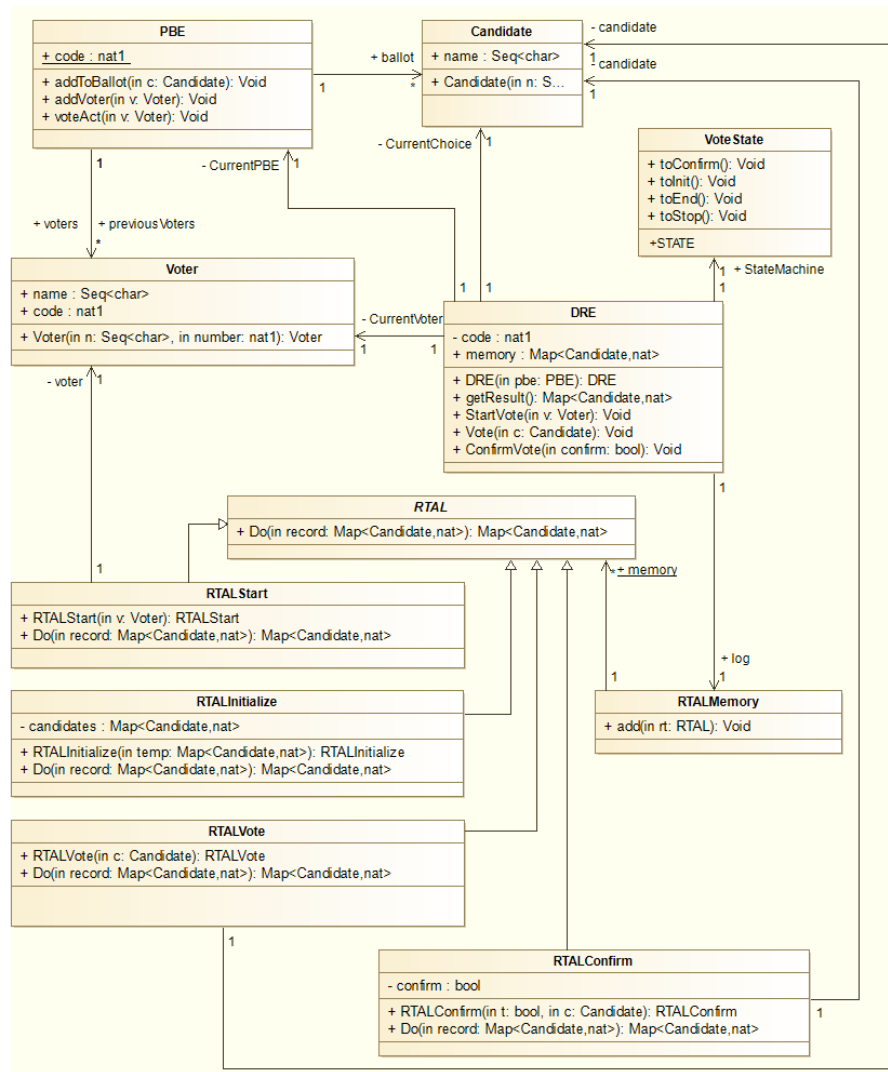 PBE
+ code : nat1
+ addToBallot(in c: Candidate): Void
+ addVoter(in v: Voter): Void
+ voteAct(in v: Voter): Void
+ ballot
1
*
Candidate
+ name : Seq<char>
+ Candidate(in n: S...
- candidate
1
- candidate
1
- CurrentChoice
1
- CurrentPBE
1
1
+ voters
+ previousVoters
*
VoteState
+ toConfirm(): Void
+ toInit(): Void
+ toEnd(): Void
+ toStop(): Void
+STATE
1
+ StateMachine
1
Voter
+ name : Seq<char>
+ code : nat1
+ Voter(in n: Seq<char>, in number: nat1): Voter
- CurrentVoter
1
1
1
1
DRE
- code : nat1
+ memory : Map<Candidate,nat>
+ DRE(in pbe: PBE): DRE
+ getResult(): Map<Candidate,nat>
+ StartVote(in v: Voter): Void
+ Vote(in c: Candidate): Void
+ ConfirmVote(in confirm: bool): Void
1
- voter
1
RTAL
+ Do(in record: Map<Candidate,nat>): Map<Candidate,nat>
* + memory
1
RTALStart
+ RTALStart(in v: Voter): RTALStart
+ Do(in record: Map<Candidate,nat>): Map<Candidate,nat>
+ log
1
1
RTALMemory
+ add(in rt: RTAL): Void
RTALInitialize
- candidates : Map<Candidate,nat>
+ RTALInitialize(in temp: Map<Candidate,nat>): RTALInitialize
+ Do(in record: Map<Candidate,nat>): Map<Candidate,nat>
RTALVote
+ RTALVote(in c: Candidate): RTALVote
+ Do(in record: Map<Candidate,nat>): Map<Candidate,nat>
1
RTALConfirm
- confirm : bool
+ RTALConfirm(in t: bool, in c: Candidate): RTALConfirm
+ Do(in record: Map<Candidate,nat>): Map<Candidate,nat>
1